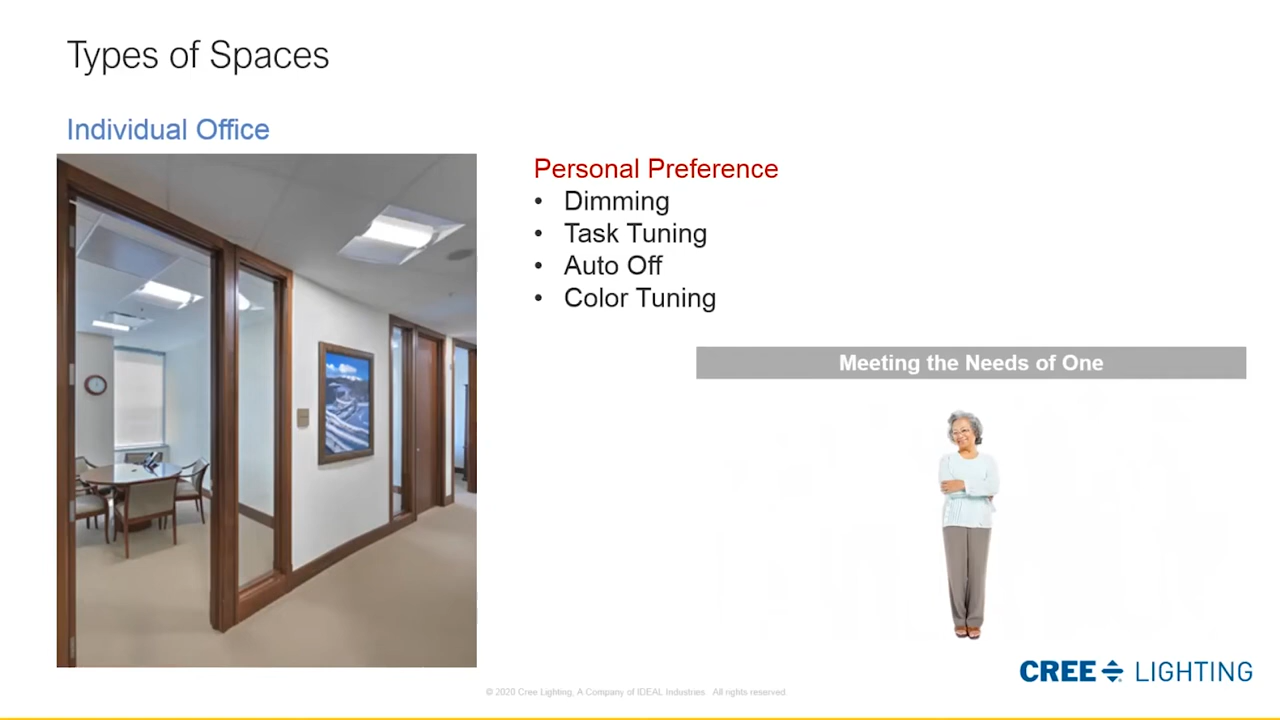 Types of Spaces
Individual Office
Personal Preference
• Dimming
• Task Tuning
• Auto Off
• Color Tuning
Meeting the Needs of One
CREE LIGHTING
© 2020 Cree Lighting, A Company of IDEAL Industries. All rights reserved.